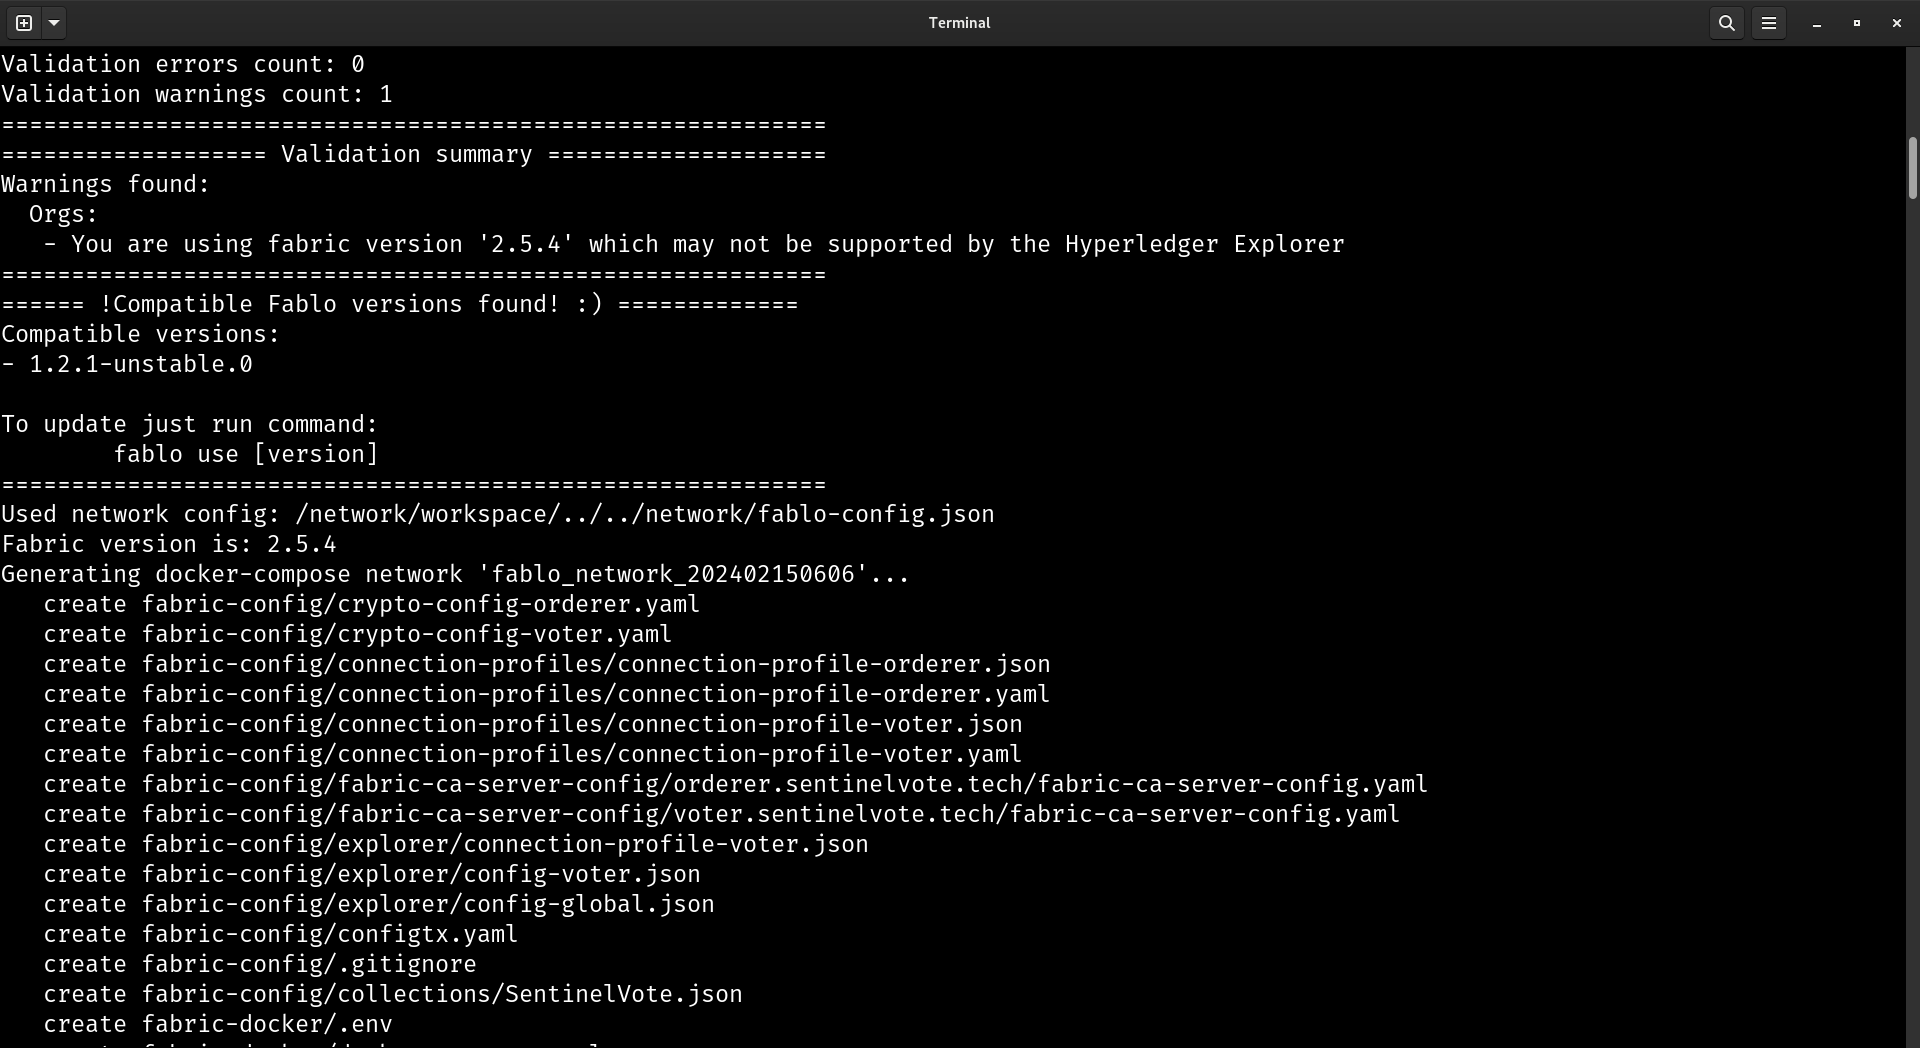 Terminal
Validation errors count: 0
Validation warnings count: 1
===========================================================
=================== Validation summary ====================
Warnings found:
  Orgs:
   - You are using fabric version '2.5.4' which may not be supported by the Hyperledger Explorer
===========================================================
====== !Compatible Fablo versions found! :) =============
Compatible versions:
- 1.2.1-unstable.0

To update just run command:
        fablo use [version]
===========================================================
Used network config: /network/workspace/../../network/fablo-config.json
Fabric version is: 2.5.4
Generating docker-compose network 'fablo_network_202402150606'...
   create fabric-config/crypto-config-orderer.yaml
   create fabric-config/crypto-config-voter.yaml
   create fabric-config/connection-profiles/connection-profile-orderer.json
   create fabric-config/connection-profiles/connection-profile-orderer.yaml
   create fabric-config/connection-profiles/connection-profile-voter.json
   create fabric-config/connection-profiles/connection-profile-voter.yaml
   create fabric-config/fabric-ca-server-config/orderer.sentinelvote.tech/fabric-ca-server-config.yaml
   create fabric-config/fabric-ca-server-config/voter.sentinelvote.tech/fabric-ca-server-config.yaml
   create fabric-config/explorer/connection-profile-voter.json
   create fabric-config/explorer/config-voter.json
   create fabric-config/explorer/config-global.json
   create fabric-config/configtx.yaml
   create fabric-config/.gitignore
   create fabric-config/collections/SentinelVote.json
   create fabric-docker/.env